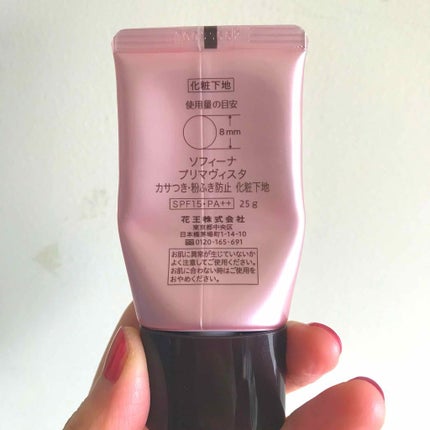 化粧下地
使用量の目安
8mm
ソフィーナ
プリマヴィスタ
カサつき・粉ふき防止 化粧下地
SPF15・PA++ 25g
花王株式会社
東京都中央区
日本橋茅場町1-14-10
0120-165-691
お肌に異常が生じていないか
よく注意してご使用ください。
お肌に合わない時はご使用を
おやめください。